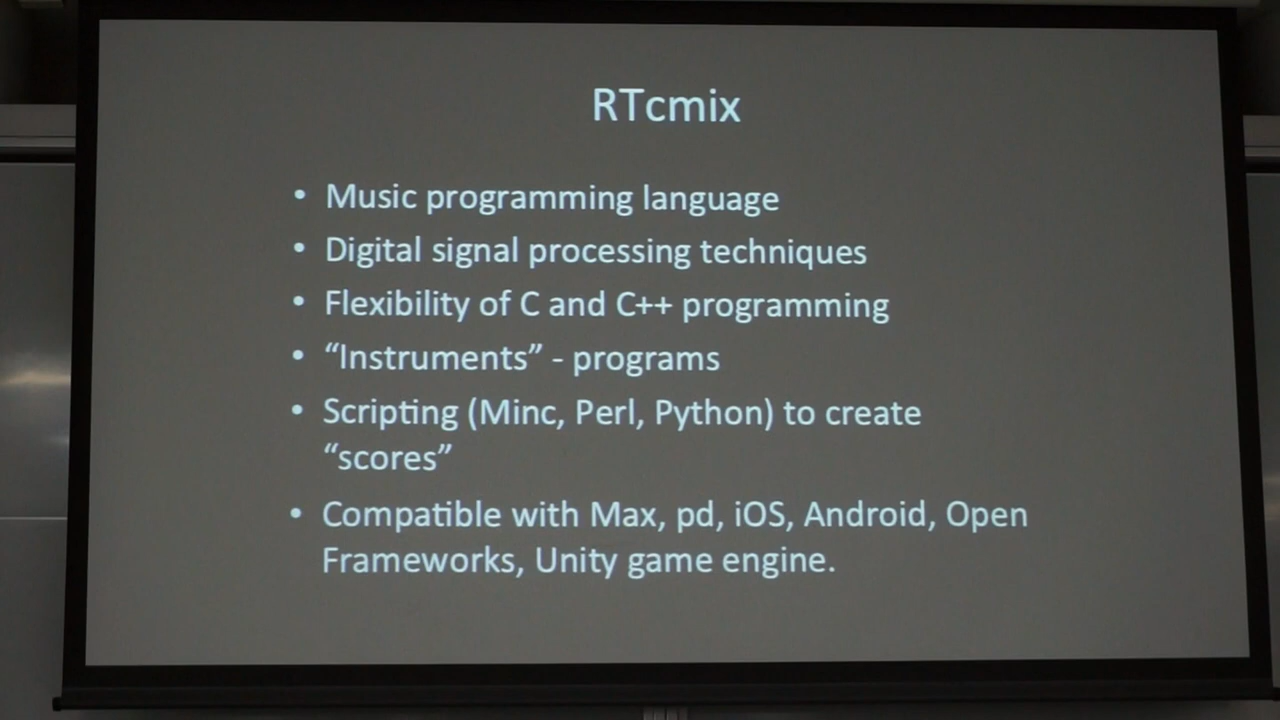 RTcmix
• Music programming language
• Digital signal processing techniques
• Flexibility of C and C++ programming
• “Instruments” - programs
• Scripting (Minc, Perl, Python) to create
“scores”
• Compatible with Max, pd, iOS, Android, Open
Frameworks, Unity game engine.